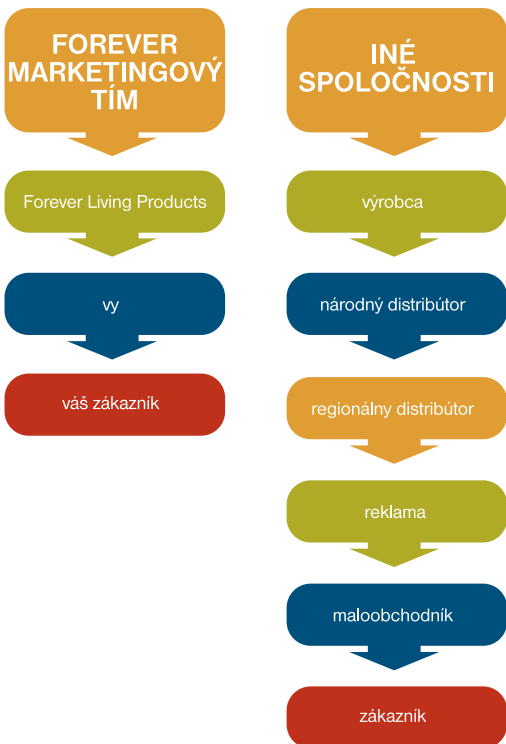 FOREVER
MARKETINGOVÝ
TÍM
Forever Living Products
vy
váš zákazník
INÉ
SPOLOČNOSTI
výrobca
národný distribútor
regionálny distribútor
reklama
maloobchodník
zákazník